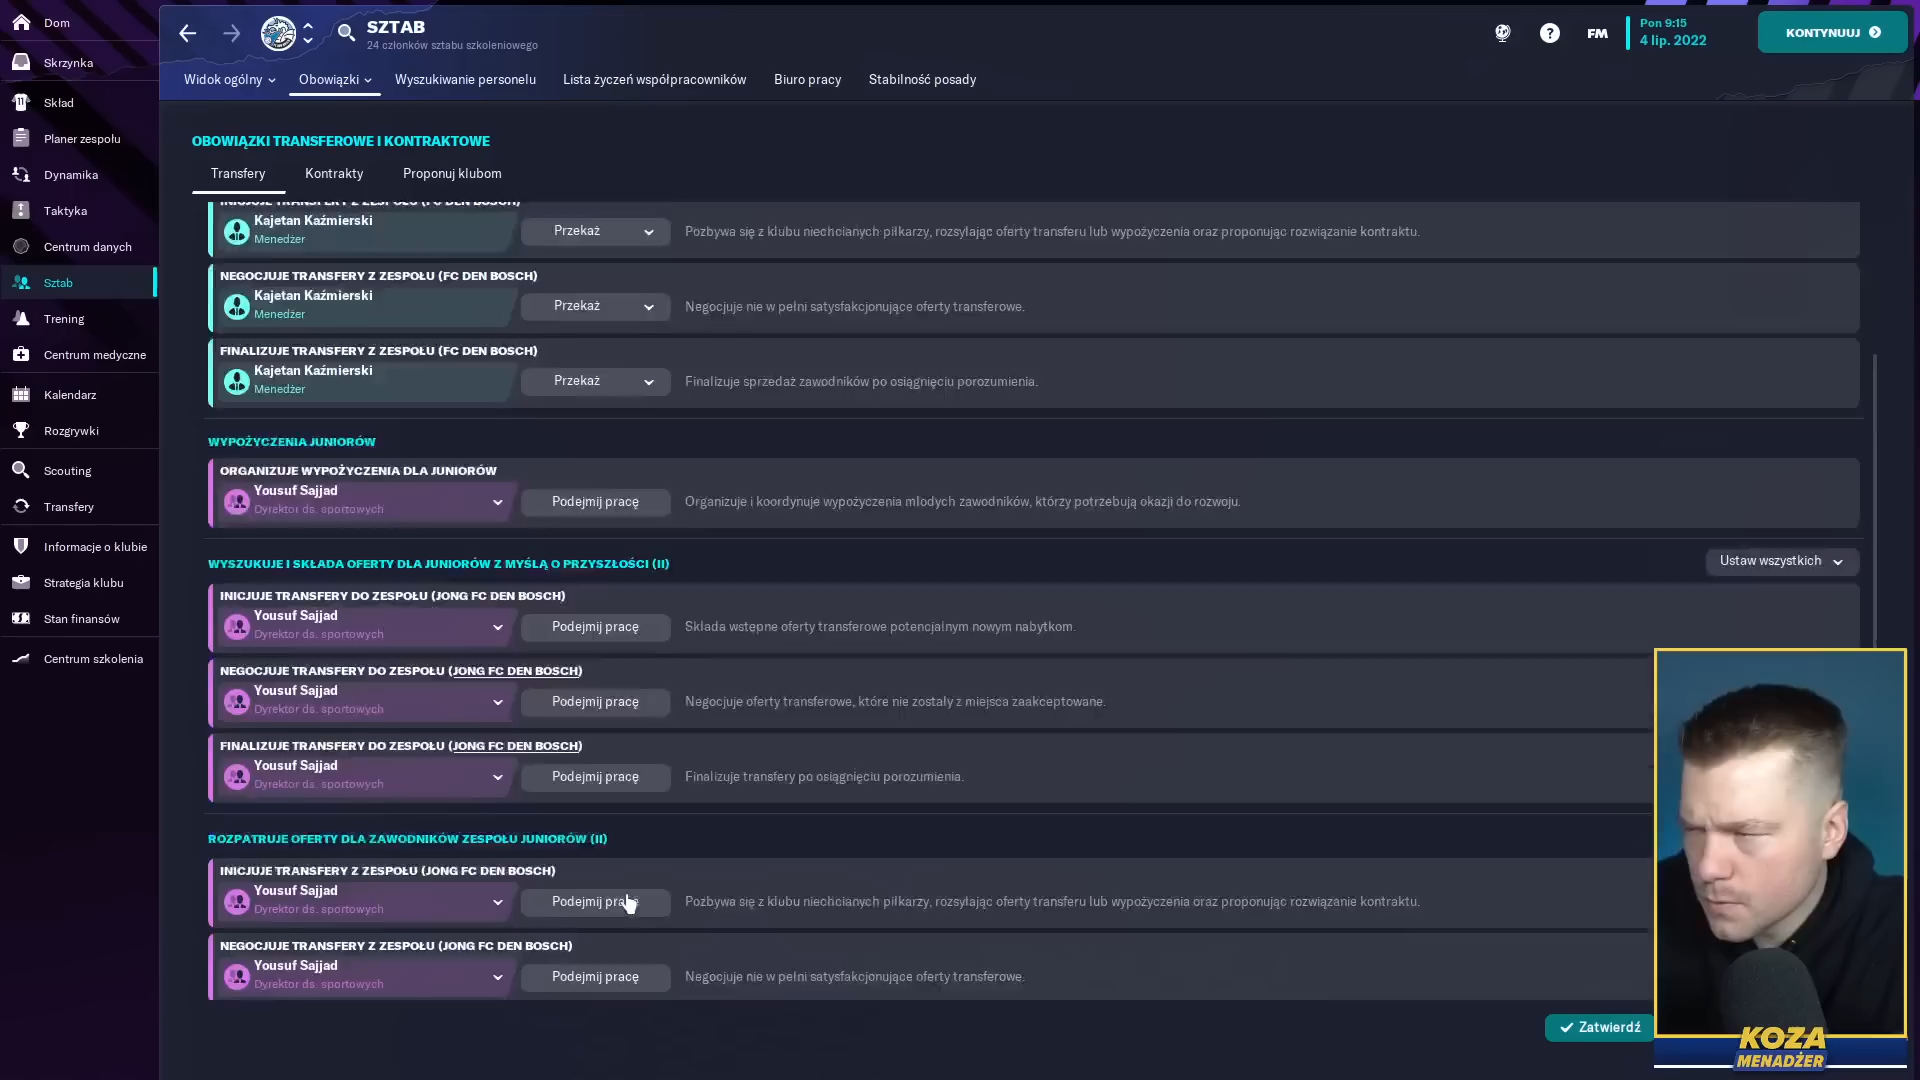 Dom
Skrzynka
Skład
Planer zespołu
Dynamika
Taktyka
Centrum danych
Sztab
Trening
Centrum medyczne
Kalendarz
Rozgrywki
Scouting
Transfery
Informacje o klubie
Strategia klubu
Stan finansów
Centrum szkolenia
SZTAB
24 członków sztabu szkoleniowego
FM
Pon 9:15
4 lip. 2022
KONTYNUUJ
Widok ogólny
Obowiązki
Wyszukiwanie personelu
Lista życzeń współpracowników
Biuro pracy
Stabilność posady
OBOWIĄZKI TRANSFEROWE I KONTRAKTOWE
Transfery
Kontrakty
Proponuj klubom
INICJUJE TRANSFERY Z ZESPOŁU (FC DEN BOSCH)
Kajetan Kaźmierski
Menedżer
Przekaż
Pozbywa się z klubu niechcianych piłkarzy, rozsyłając oferty transferu lub wypożyczenia oraz proponując rozwiązanie kontraktu.
NEGOCJUJE TRANSFERY Z ZESPOŁU (FC DEN BOSCH)
Kajetan Kaźmierski
Menedżer
Przekaż
Negocjuje nie w pełni satysfakcjonujące oferty transferowe.
FINALIZUJE TRANSFERY Z ZESPOŁU (FC DEN BOSCH)
Kajetan Kaźmierski
Menedżer
Przekaż
Finalizuje sprzedaż zawodników po osiągnięciu porozumienia.
WYPOŻYCZENIA JUNIORÓW
ORGANIZUJE WYPOŻYCZENIA DLA JUNIORÓW
Yousuf Sajjad
Dyrektor ds. sportowych
Podejmij pracę
Organizuje i koordynuje wypożyczenia młodych zawodników, którzy potrzebują okazji do rozwoju.
WYSZUKUJE I SKŁADA OFERTY DLA JUNIORÓW Z MYŚLĄ O PRZYSZŁOŚCI (II)
Ustaw wszystkich
INICJUJE TRANSFERY DO ZESPOŁU (JONG FC DEN BOSCH)
Yousuf Sajjad
Dyrektor ds. sportowych
Podejmij pracę
Składa wstępne oferty transferowe potencjalnym nowym nabytkom.
NEGOCJUJE TRANSFERY DO ZESPOŁU (JONG FC DEN BOSCH)
Yousuf Sajjad
Dyrektor ds. sportowych
Podejmij pracę
Negocjuje oferty transferowe, które nie zostały z miejsca zaakceptowane.
FINALIZUJE TRANSFERY DO ZESPOŁU (JONG FC DEN BOSCH)
Yousuf Sajjad
Dyrektor ds. sportowych
Podejmij pracę
Finalizuje transfery po osiągnięciu porozumienia.
ROZPATRUJE OFERTY DLA ZAWODNIKÓW ZESPOŁU JUNIORÓW (II)
INICJUJE TRANSFERY Z ZESPOŁU (JONG FC DEN BOSCH)
Yousuf Sajjad
Dyrektor ds. sportowych
Podejmij pracę
Pozbywa się z klubu niechcianych piłkarzy, rozsyłając oferty transferu lub wypożyczenia oraz proponując rozwiązanie kontraktu.
NEGOCJUJE TRANSFERY Z ZESPOŁU (JONG FC DEN BOSCH)
Yousuf Sajjad
Dyrektor ds. sportowych
Podejmij pracę
Negocjuje nie w pełni satysfakcjonujące oferty transferowe.
Zatwierdź
KOZA
MENADŻER